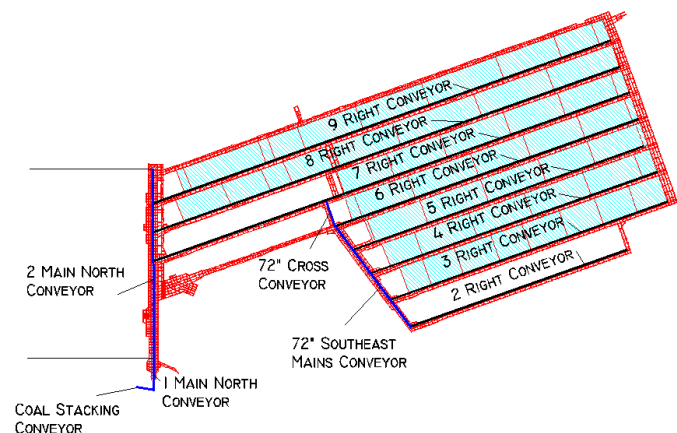 9 Right Conveyor
8 Right Conveyor
7 Right Conveyor
6 Right Conveyor
5 Right Conveyor
4 Right Conveyor
3 Right Conveyor
2 Right Conveyor
2 Main North
Conveyor
72" Cross
Conveyor
72" Southeast
Mains Conveyor
1 Main North
Conveyor
Coal Stacking
Conveyor